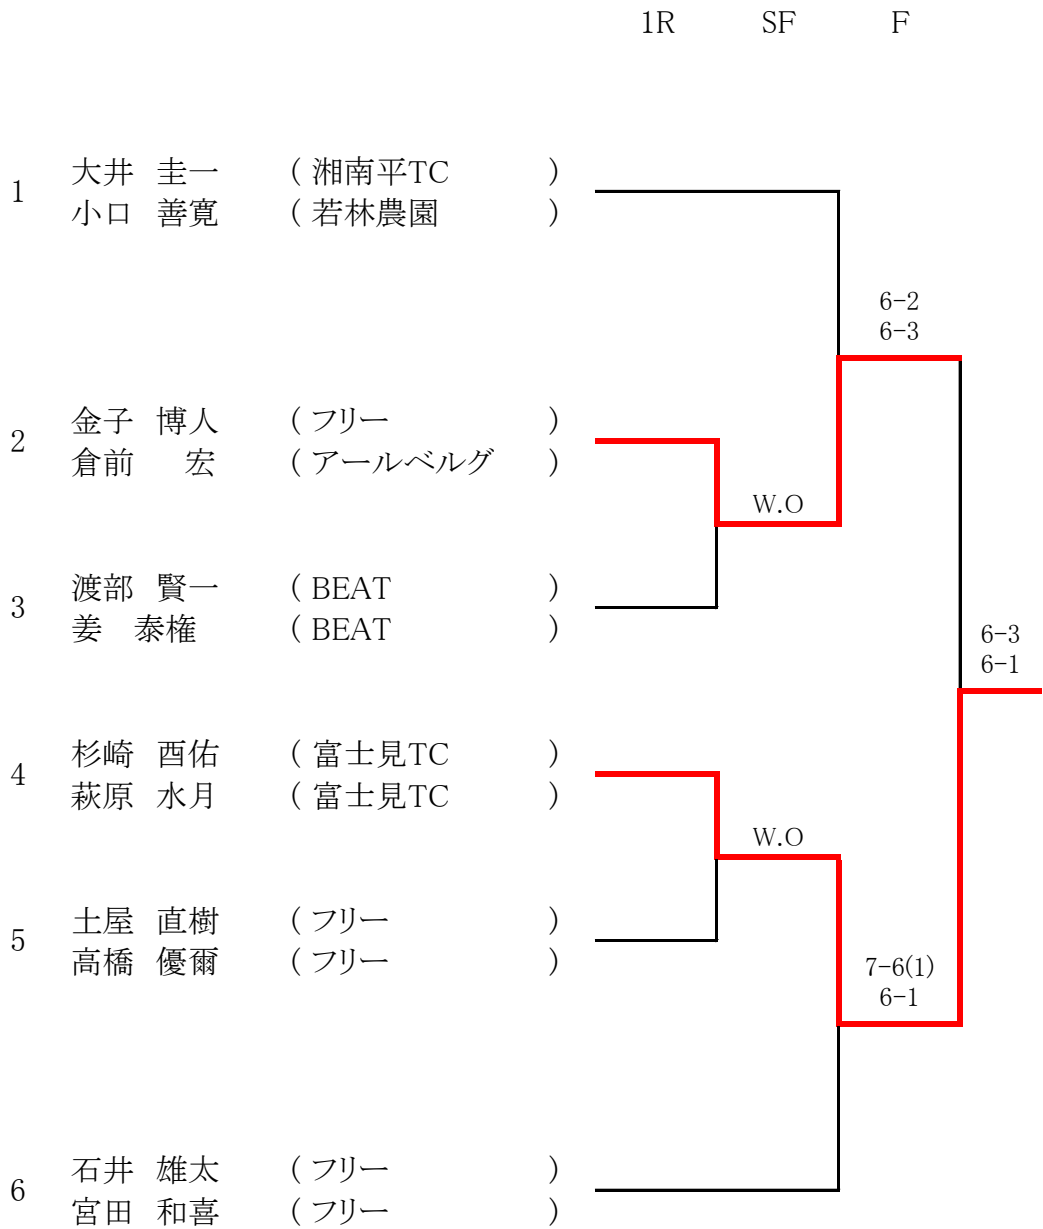 1R SF F
1 大井 圭一 ( 湘南平TC )
小口 善寛 ( 若林農園 )
6-2
6-3
2 金子 博人 ( フリー )
倉前 宏 ( アールベルグ )
W.O
3 渡部 賢一 ( BEAT )
姜 泰権 ( BEAT )
6-3
6-1
4 杉崎 酉佑 ( 富士見TC )
萩原 水月 ( 富士見TC )
W.O
5 土屋 直樹 ( フリー )
高橋 優爾 ( フリー )
7-6(1)
6-1
6 石井 雄太 ( フリー )
宮田 和喜 ( フリー )